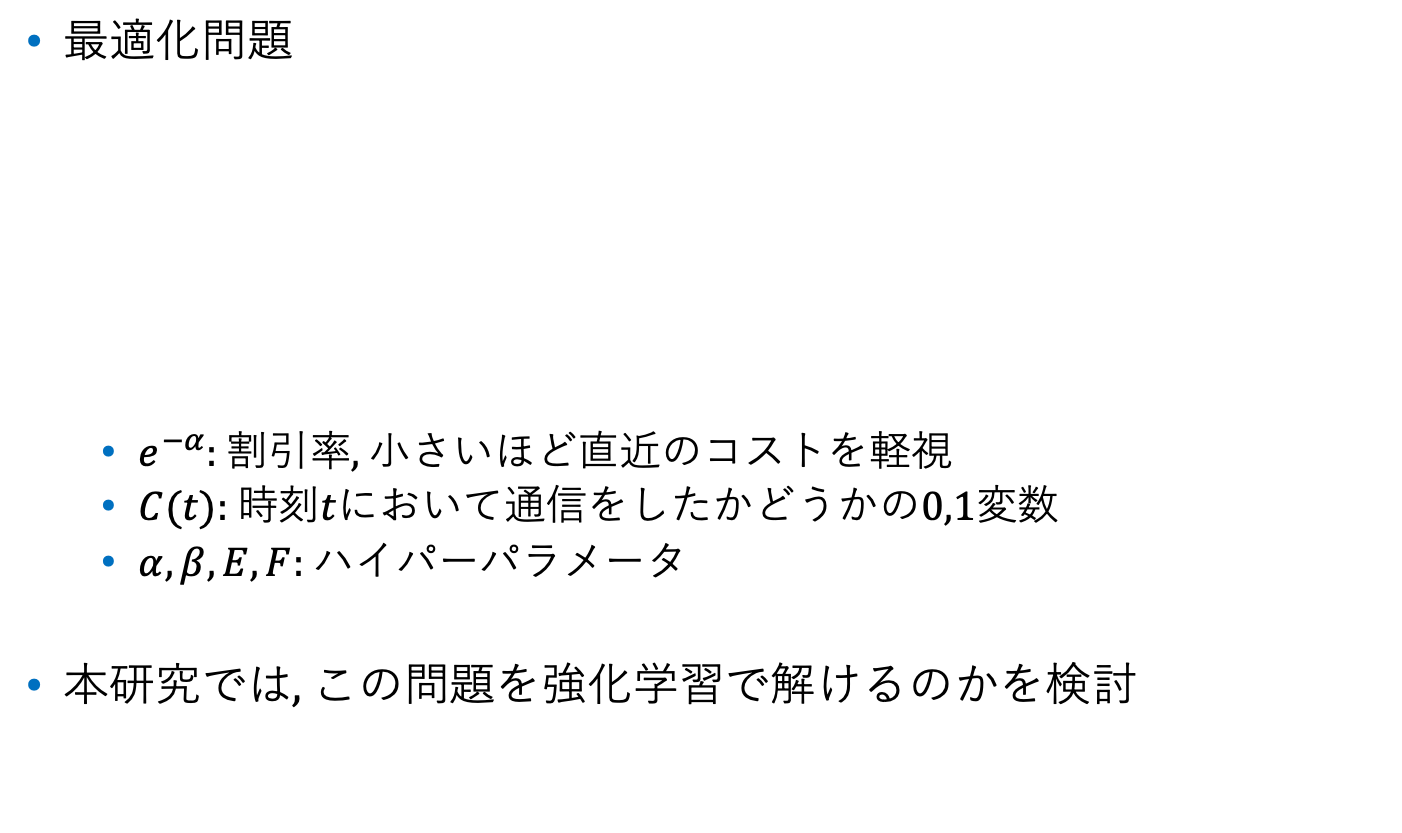 • 最適化問題
• e^{-α}: 割引率, 小さいほど直近のコストを軽視
• C(t): 時刻tにおいて通信をしたかどうかの0,1変数
• α, β, E, F: ハイパーパラメータ
• 本研究では, この問題を強化学習で解けるのかを検討